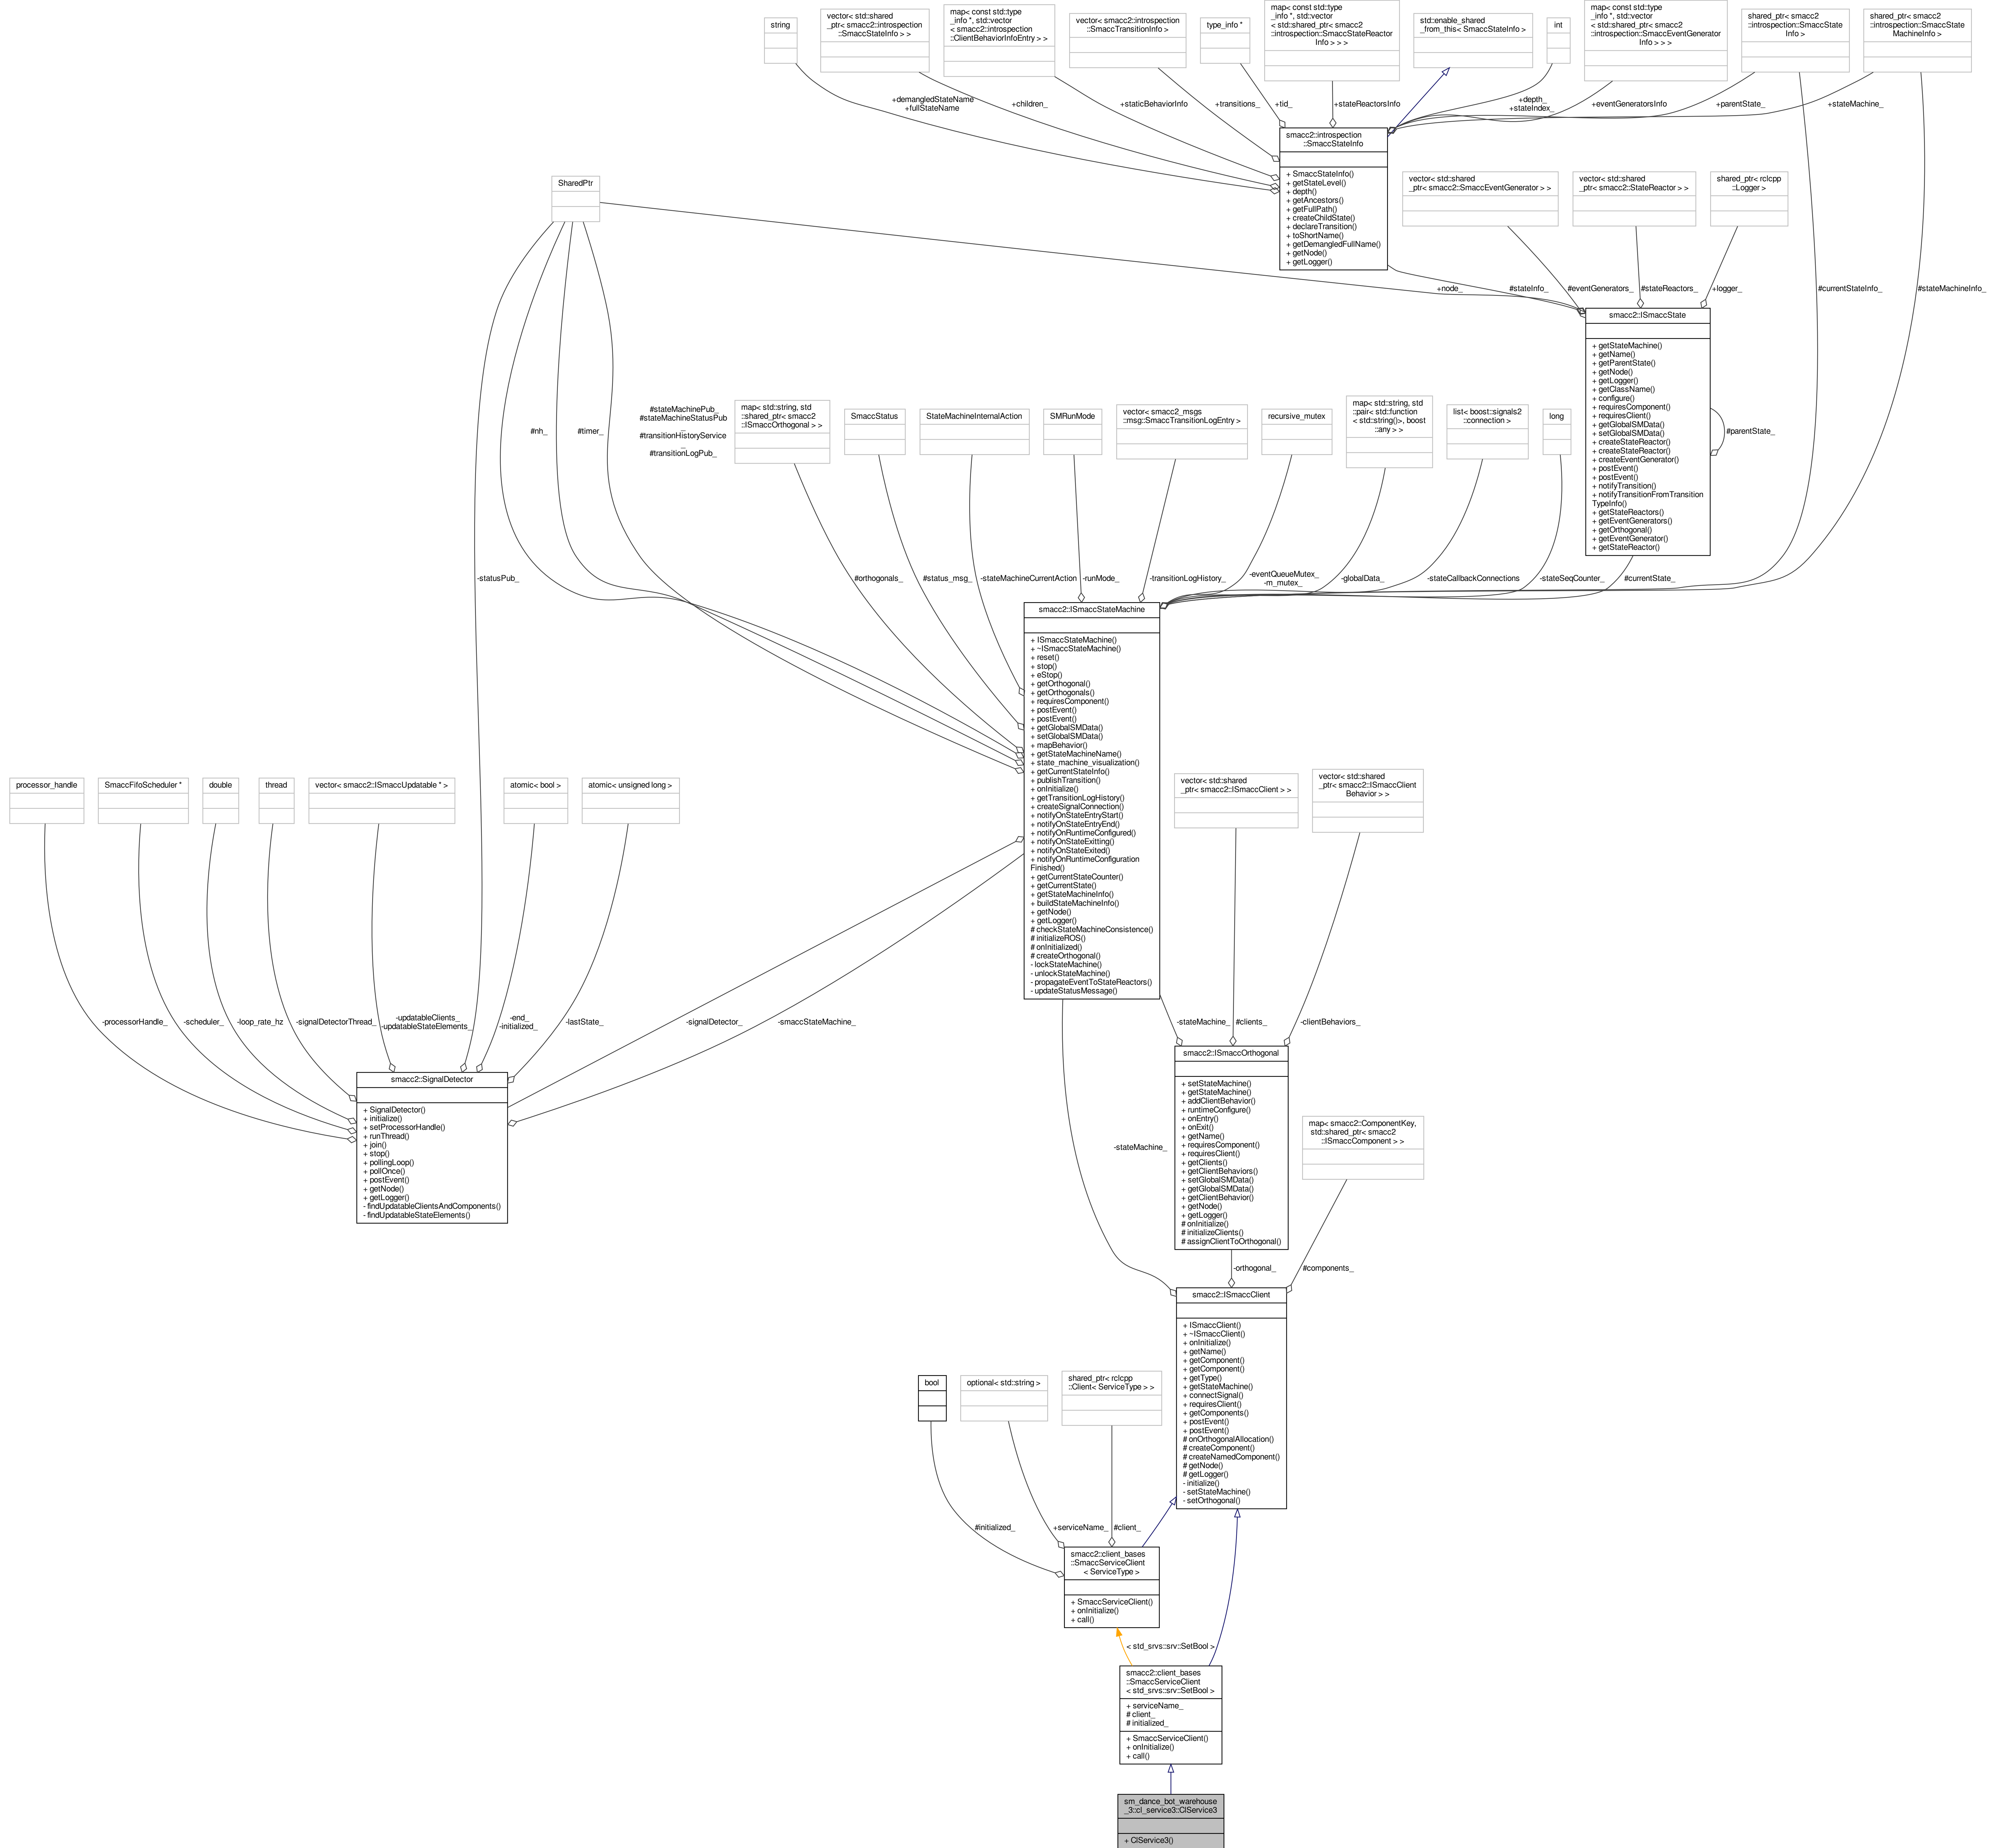 string
vector< std::shared
_ptr< smacc2::introspection
::SmaccStateInfo > >
map< const std::type
_info *, std::vector
< smacc2::introspection
::ClientBehaviorInfoEntry > >
vector< smacc2::introspection
::SmaccTransitionInfo >
type_info *
map< const std::type
_info *, std::vector
< std::shared_ptr< smacc2
::introspection::SmaccStateReactor
Info > > >
std::enable_shared
_from_this< SmaccStateInfo >
int
map< const std::type
_info *, std::vector
< std::shared_ptr< smacc2
::introspection::SmaccEventGenerator
Info > > >
shared_ptr< smacc2
::introspection::SmaccState
Info >
shared_ptr< smacc2
::introspection::SmaccState
MachineInfo >
+demangledStateName
+fullStateName
+children_
+staticBehaviorInfo
+transitions_
+tid_
+stateReactorsInfo
+depth_
+stateIndex_
+eventGeneratorsInfo
+parentState_
+stateMachine_
smacc2::introspection
::SmaccStateInfo
+ SmaccStateInfo()
+ getStateLevel()
+ depth()
+ getAncestors()
+ getFullPath()
+ createChildState()
+ declareTransition()
+ toShortName()
+ getDemangledFullName()
+ getNode()
+ getLogger()
SharedPtr
vector< std::shared
_ptr< smacc2::SmaccEventGenerator > >
vector< std::shared
_ptr< smacc2::StateReactor > >
shared_ptr< rclcpp
::Logger >
+node_
#stateInfo_
#eventGenerators_
#stateReactors_
+logger_
#currentStateInfo_
#stateMachineInfo_
smacc2::ISmaccState
+ getStateMachine()
+ getName()
+ getParentState()
+ getNode()
+ getLogger()
+ getClassName()
+ configure()
+ requiresComponent()
+ requiresClient()
+ getGlobalSMData()
+ setGlobalSMData()
+ createStateReactor()
+ createStateReactor()
+ createEventGenerator()
+ postEvent()
+ postEvent()
+ notifyTransition()
+ notifyTransitionFromTransition
TypeInfo()
+ getStateReactors()
+ getEventGenerators()
+ getOrthogonal()
+ getEventGenerator()
+ getStateReactor()
#parentState_
#nh_
#timer_
#stateMachinePub_
#stateMachineStatusPub
_
#transitionHistoryService
_
#transitionLogPub_
map< std::string, std
::shared_ptr< smacc2
::ISmaccOrthogonal > >
SmaccStatus
StateMachineInternalAction
SMRunMode
vector< smacc2_msgs
::msg::SmaccTransitionLogEntry >
recursive_mutex
map< std::string, std
::pair< std::function
< std::string()>, boost
::any > >
list< boost::signals2
::connection >
long
-statusPub_
#orthogonals_
#status_msg_
-stateMachineCurrentAction
-runMode_
-transitionLogHistory_
-eventQueueMutex_
-m_mutex_
-globalData_
-stateCallbackConnections
-stateSeqCounter_
#currentState_
smacc2::ISmaccStateMachine
+ ISmaccStateMachine()
+ ~ISmaccStateMachine()
+ reset()
+ stop()
+ eStop()
+ getOrthogonal()
+ getOrthogonals()
+ requiresComponent()
+ postEvent()
+ postEvent()
+ getGlobalSMData()
+ setGlobalSMData()
+ mapBehavior()
+ getStateMachineName()
+ state_machine_visualization()
+ getCurrentStateInfo()
+ publishTransition()
+ onInitialize()
+ getTransitionLogHistory()
+ createSignalConnection()
+ notifyOnStateEntryStart()
+ notifyOnStateEntryEnd()
+ notifyOnRuntimeConfigured()
+ notifyOnStateExitting()
+ notifyOnStateExited()
+ notifyOnRuntimeConfiguration
Finished()
+ getCurrentStateCounter()
+ getCurrentState()
+ getStateMachineInfo()
+ buildStateMachineInfo()
+ getNode()
+ getLogger()
# checkStateMachineConsistence()
# initializeROS()
# onInitialized()
# createOrthogonal()
- lockStateMachine()
- unlockStateMachine()
- propagateEventToStateReactors()
- updateStatusMessage()
processor_handle
SmaccFifoScheduler *
double
thread
vector< smacc2::ISmaccUpdatable * >
atomic< bool >
atomic< unsigned long >
vector< std::shared
_ptr< smacc2::ISmaccClient > >
vector< std::shared
_ptr< smacc2::ISmaccClient
Behavior > >
-processorHandle_
-scheduler_
-loop_rate_hz
-signalDetectorThread_
-updatableClients_
-updatableStateElements_
-end_
-initialized_
-lastState_
-signalDetector_
-smaccStateMachine_
-stateMachine_
#clients_
-clientBehaviors_
smacc2::SignalDetector
+ SignalDetector()
+ initialize()
+ setProcessorHandle()
+ runThread()
+ join()
+ stop()
+ pollingLoop()
+ pollOnce()
+ postEvent()
+ getNode()
+ getLogger()
- findUpdatableClientsAndComponents()
- findUpdatableStateElements()
smacc2::ISmaccOrthogonal
+ setStateMachine()
+ getStateMachine()
+ addClientBehavior()
+ runtimeConfigure()
+ onEntry()
+ onExit()
+ getName()
+ requiresComponent()
+ requiresClient()
+ getClients()
+ getClientBehaviors()
+ setGlobalSMData()
+ getGlobalSMData()
+ getClientBehavior()
+ getNode()
+ getLogger()
# onInitialize()
# initializeClients()
# assignClientToOrthogonal()
map< smacc2::ComponentKey,
std::shared_ptr< smacc2
::ISmaccComponent > >
-stateMachine_
-orthogonal_
#components_
smacc2::ISmaccClient
+ ISmaccClient()
+ ~ISmaccClient()
+ onInitialize()
+ getName()
+ getComponent()
+ getComponent()
+ getType()
+ getStateMachine()
+ connectSignal()
+ requiresClient()
+ getComponents()
+ postEvent()
+ postEvent()
# onOrthogonalAllocation()
# createComponent()
# createNamedComponent()
# getNode()
# getLogger()
- initialize()
- setStateMachine()
- setOrthogonal()
bool
optional< std::string >
shared_ptr< rclcpp
::Client< ServiceType > >
#initialized_
+serviceName_
#client_
smacc2::client_bases
::SmaccServiceClient
< ServiceType >
+ SmaccServiceClient()
+ onInitialize()
+ call()
< std_srvs::srv::SetBool >
smacc2::client_bases
::SmaccServiceClient
< std_srvs::srv::SetBool >
+ serviceName_
# client_
# initialized_
+ SmaccServiceClient()
+ onInitialize()
+ call()
sm_dance_bot_warehouse
_3::cl_service3::ClService3
+ ClService3()